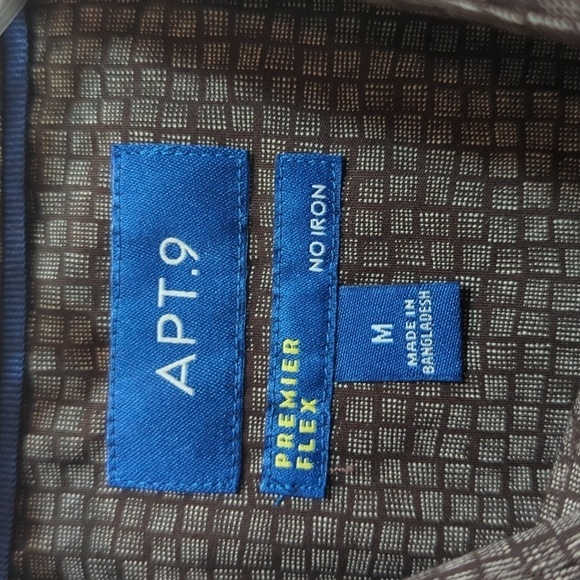 APT.9
PREMIER
FLEX
NO IRON
M
MADE IN
BANGLADESH